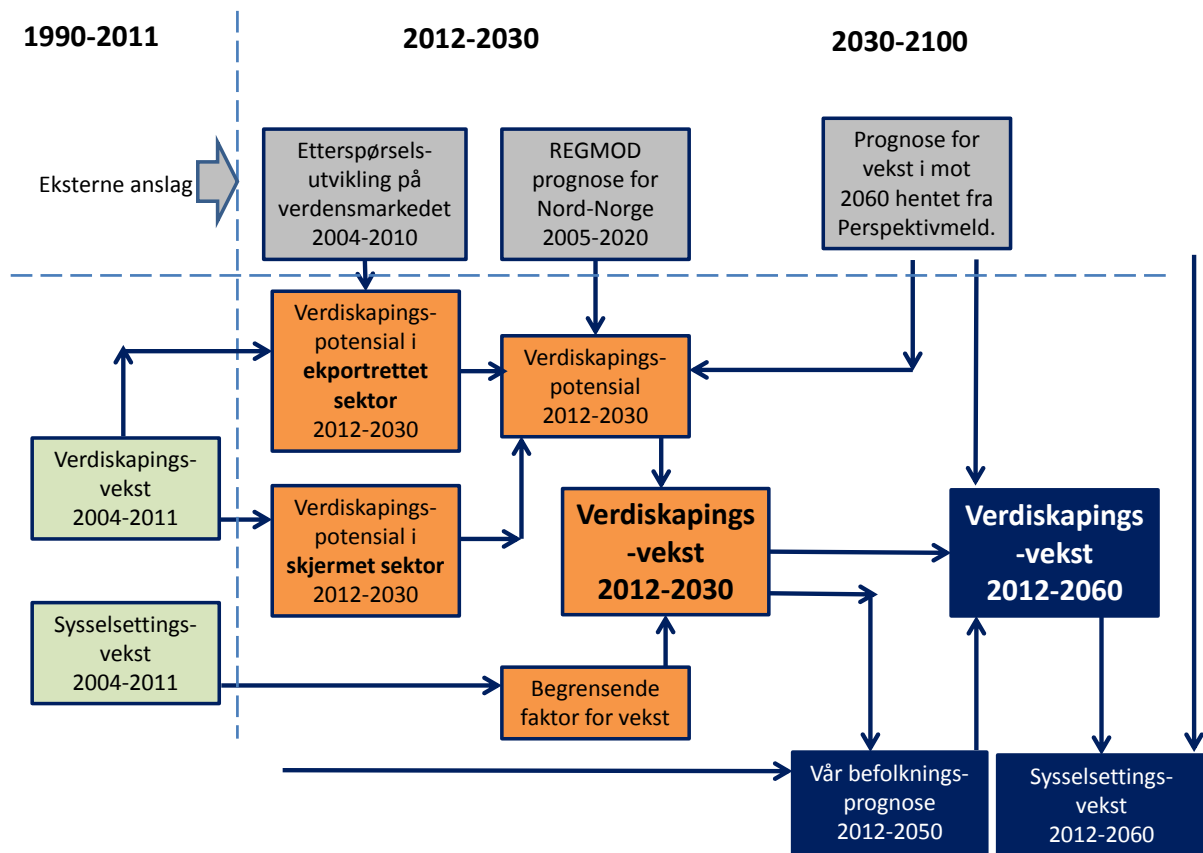 1990-2011
2012-2030
2030-2100
Eksterne anslag
Etterspørsels-
utvikling på
verdensmarkedet
2004-2010
REGMOD
prognose for
Nord-Norge
2005-2020
Prognose for
vekst i mot
2060 hentet fra
Perspektivmeld.
Verdiskapings-
potensial i
ekportrettet
sektor
2012-2030
Verdiskapings-
potensial
2012-2030
Verdiskapings-
vekst
2004-2011
Verdiskapings-
potensial i
skjermet sektor
2012-2030
Verdiskapings
-vekst
2012-2030
Verdiskapings
-vekst
2012-2060
Sysselsettings-
vekst
2004-2011
Begrensende
faktor for vekst
Vår befolknings-
prognose
2012-2050
Sysselsettings-
vekst
2012-2060